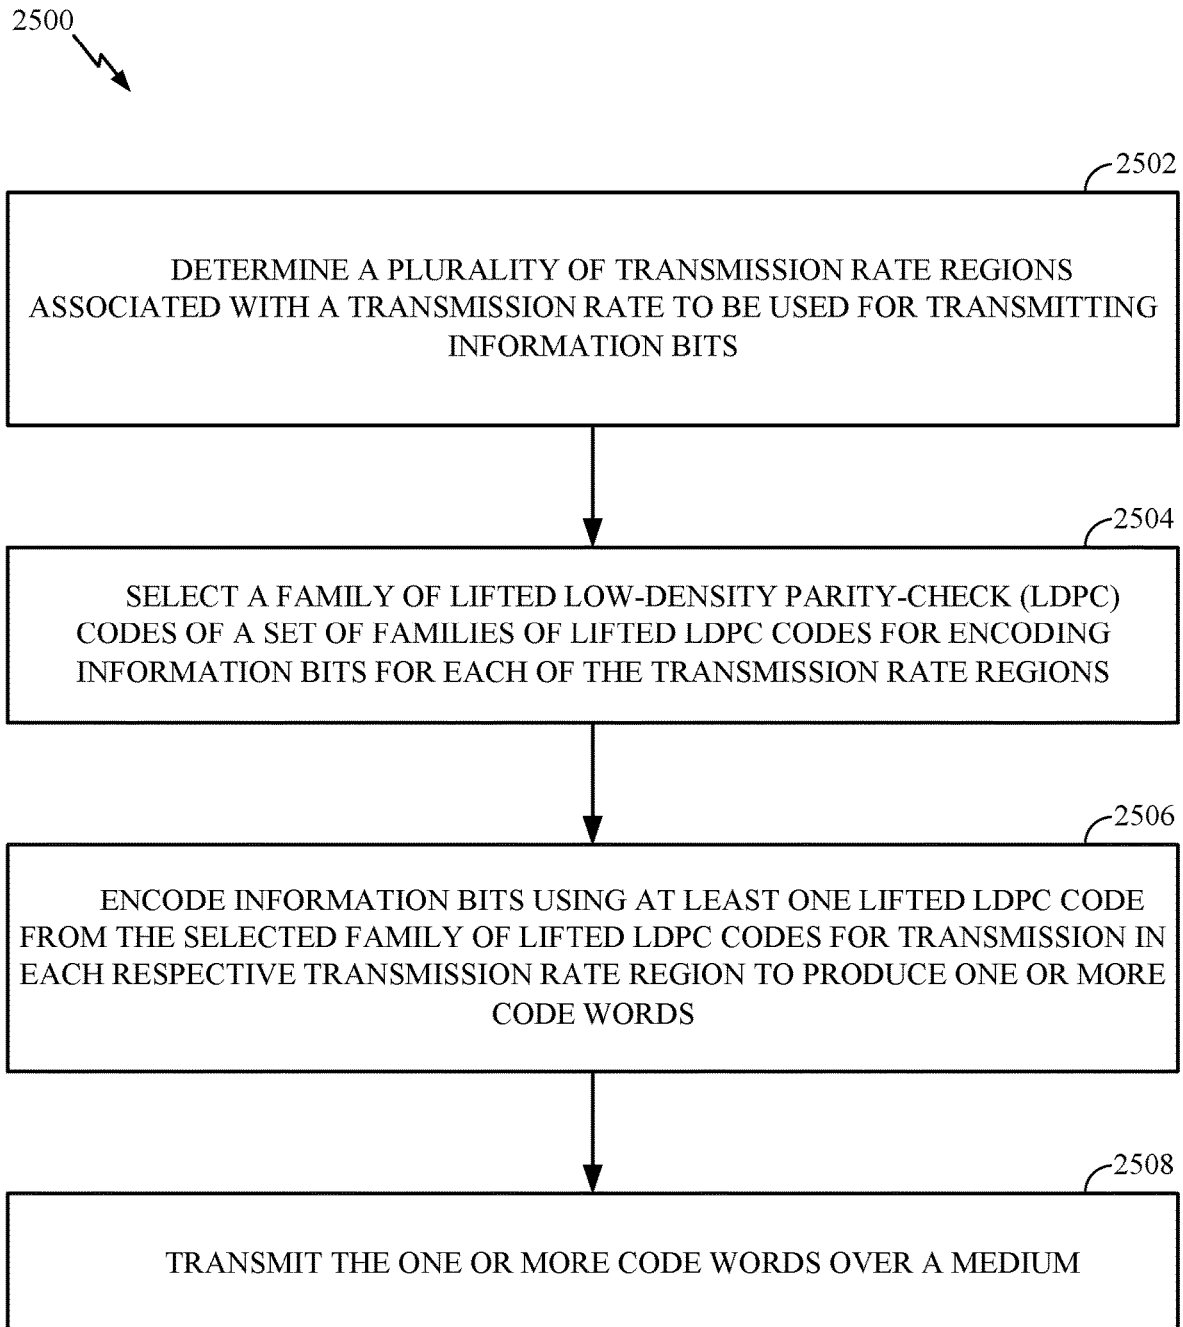 2500
2502
DETERMINE A PLURALITY OF TRANSMISSION RATE REGIONS
ASSOCIATED WITH A TRANSMISSION RATE TO BE USED FOR TRANSMITTING
INFORMATION BITS
2504
SELECT A FAMILY OF LIFTED LOW-DENSITY PARITY-CHECK (LDPC)
CODES OF A SET OF FAMILIES OF LIFTED LDPC CODES FOR ENCODING
INFORMATION BITS FOR EACH OF THE TRANSMISSION RATE REGIONS
2506
ENCODE INFORMATION BITS USING AT LEAST ONE LIFTED LDPC CODE
FROM THE SELECTED FAMILY OF LIFTED LDPC CODES FOR TRANSMISSION IN
EACH RESPECTIVE TRANSMISSION RATE REGION TO PRODUCE ONE OR MORE
CODE WORDS
2508
TRANSMIT THE ONE OR MORE CODE WORDS OVER A MEDIUM